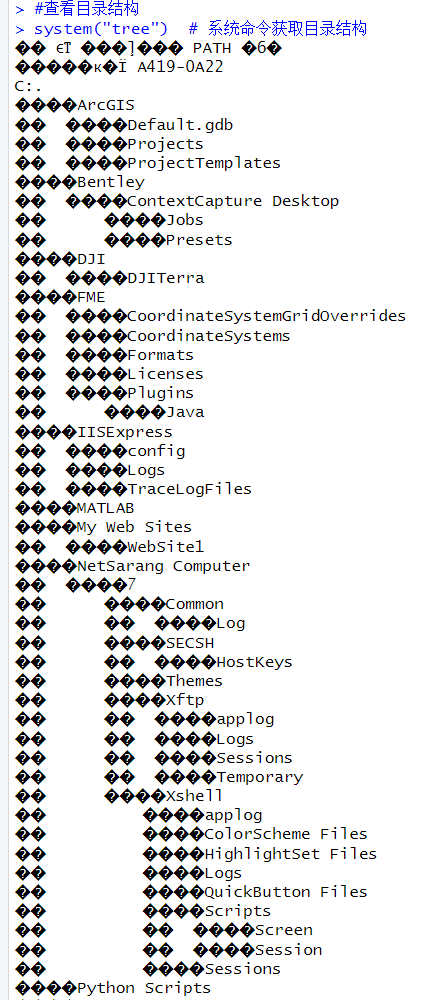 > #查看目录结构
> system("tree")  # 系统命令获取目录结构
�� ���]��� PATH �б�
�����к�Ϊ A419-0A22
C:.
����ArcGIS
��  ����Default.gdb
��  ����Projects
��  ����ProjectTemplates
����Bentley
��  ����ContextCapture Desktop
��      ����Jobs
��      ����Presets
����DJI
��  ����DJITerra
����FME
��  ����CoordinateSystemGridOverrides
��  ����CoordinateSystems
��  ����Formats
��  ����Licenses
��  ����Plugins
��      ����Java
����IISExpress
��  ����config
��  ����Logs
��  ����TraceLogFiles
����MATLAB
����My Web Sites
��  ����WebSite1
����NetSarang Computer
��  ����7
��      ����Common
��      ��  ����Log
��      ����SECSH
��      ��  ����HostKeys
��      ����Themes
��      ����Xftp
��      ��  ����applog
��      ��  ����Logs
��      ��  ����Sessions
��      ��  ����Temporary
��      ����Xshell
��          ����applog
��          ����ColorScheme Files
��          ����HighlightSet Files
��          ����Logs
��          ����QuickButton Files
��          ����Scripts
��          ��  ����Screen
��          ��  ����Session
��          ����Sessions
����Python Scripts